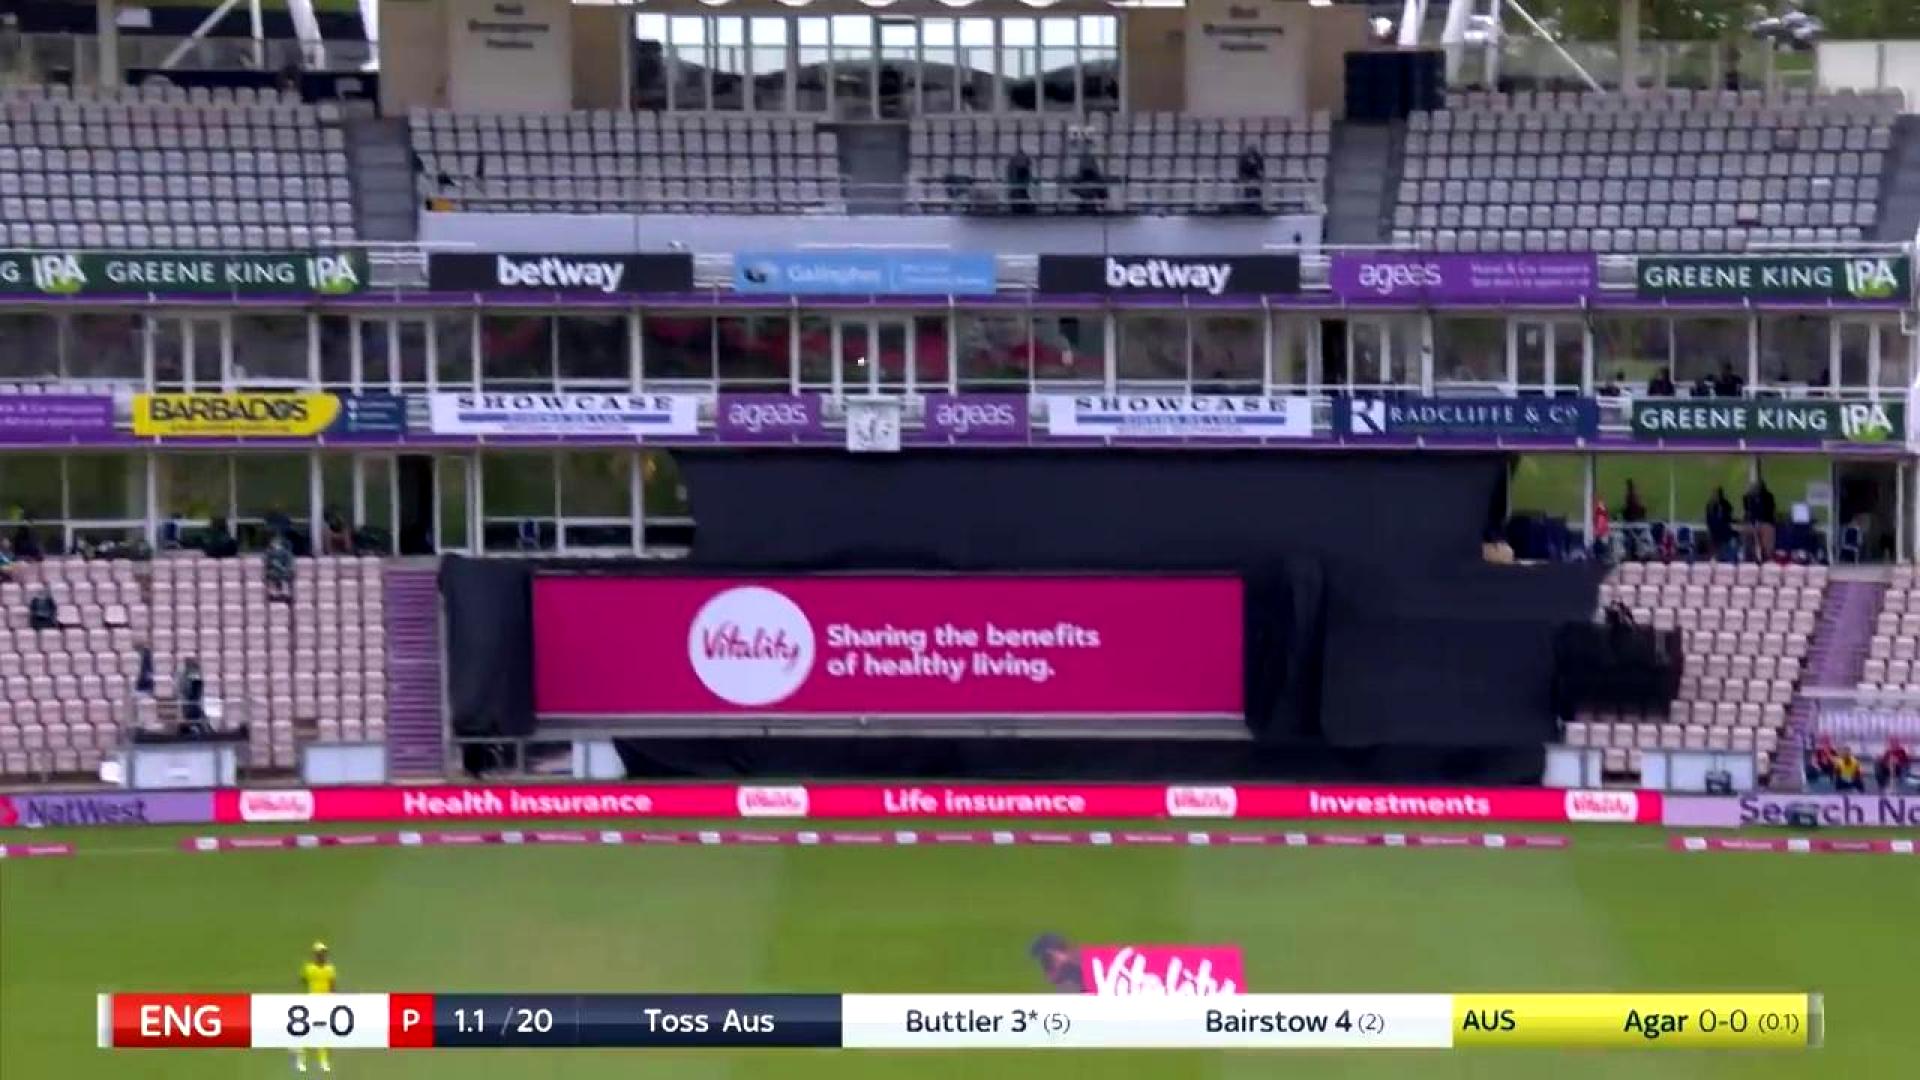 G IPA GREENE KING IPA
betway
betway
ageas
GREENE KING IPA
BARBADOS
SHOWCASE
ageas
ageas
SHOWCASE
RADCLIFFE & Co
GREENE KING IPA
Vitality
Sharing the benefits
of healthy living.
NatWest
Vitality
Health insurance
Vitality
Life insurance
Vitality
Investments
Vitality
Search No
Vitality
ENG 8-0 P 1.1 /20 Toss Aus Buttler 3* (5) Bairstow 4 (2) AUS Agar 0-0 (0.1)